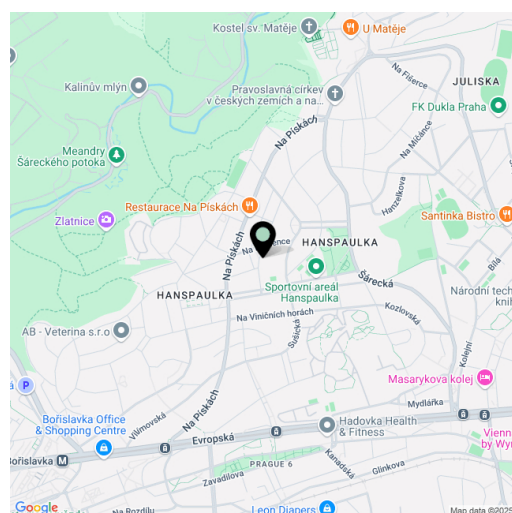 Kostel sv. Matěje
U Matěje
Na Fišerce
Kalinův mlýn
JULISKA
Pravoslavná církev
v českých zemích a na...
FK Dukla Praha
Na Pískách
Na Míčánce
Meandry
Šáreckého potoka
Hanzelkova
Restaurace Na Pískách
Santinka Bistro
Zlatnice
HANSPAULKA
Na Pískách
Bílá
Sportovní areál
Hanspaulka
Šárecká
Národní tec
knih
HANSPAULKA
Kozlovská
Na Viničních horách
AB - Veterina s.r.o
Sušická
Kolejní
Masarykova kolej
P
Mydlářka
Na Pískách
Bořislavka Office
& Shopping Centre
Vilímovská
Hadovka Health
& Fitness
Evropská
Vienn
by Wyn
Bořislavka
M
PRAGUE 6
Kanadská
Glinkova
Zavadilova
Leon Diapers
Google
Na Rozdílu
Map data ©2025